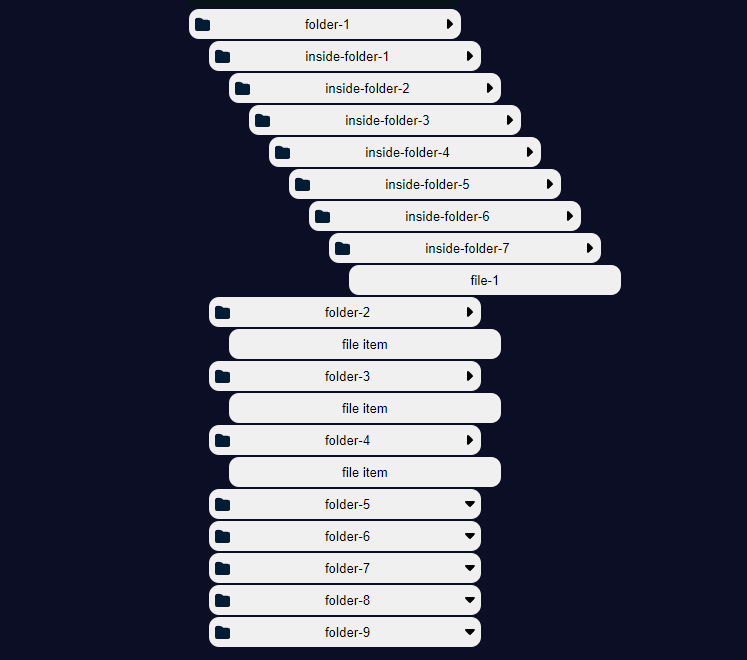 folder-1
inside-folder-1
inside-folder-2
inside-folder-3
inside-folder-4
inside-folder-5
inside-folder-6
inside-folder-7
file-1
folder-2
file item
folder-3
file item
folder-4
file item
folder-5
folder-6
folder-7
folder-8
folder-9